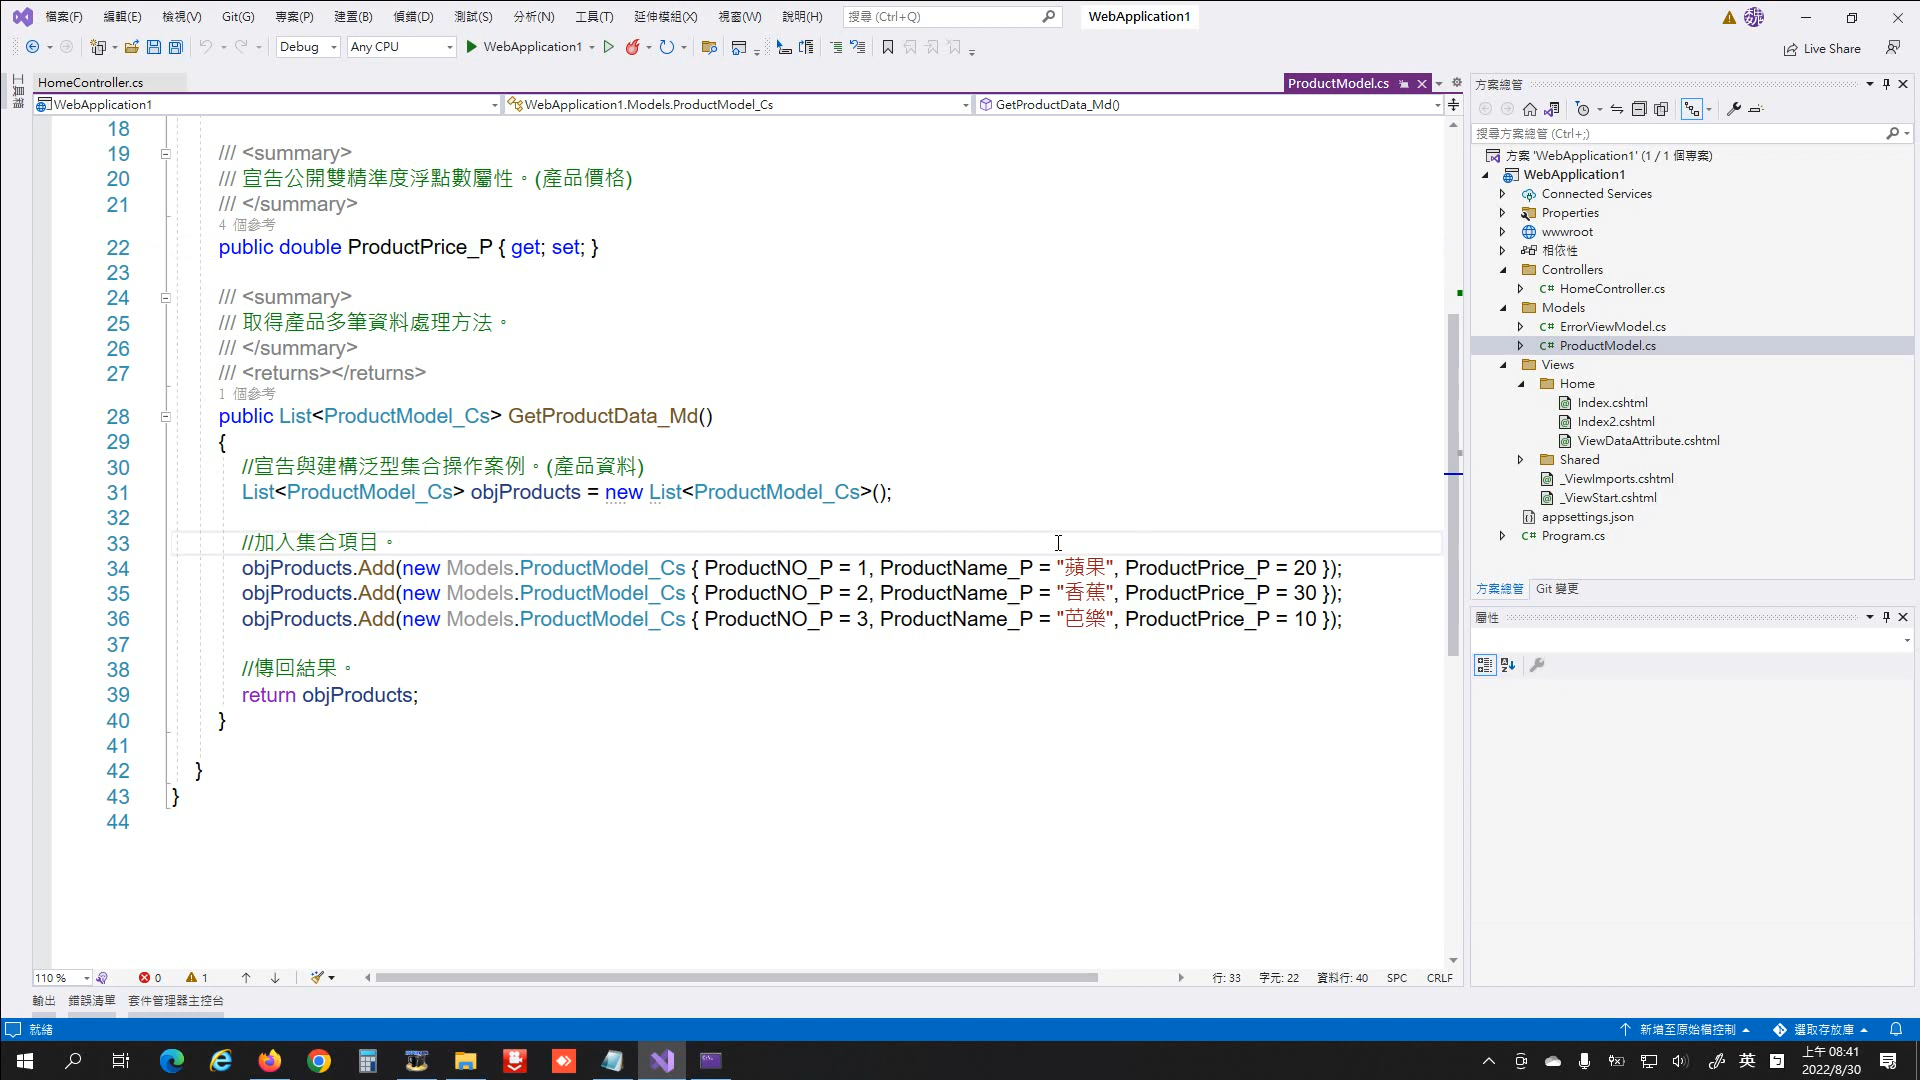 檔案(F) 編輯(E) 檢視(V) Git(G) 專案(P) 建置(B) 偵錯(D) 測試(S) 分析(N) 工具(T) 延伸模組(X) 視窗(W) 說明(H) 搜尋 (Ctrl+Q) WebApplication1
Debug Any CPU WebApplication1 Live Share
工具箱
HomeController.cs ProductModel.cs
WebApplication1 WebApplication1.Models.ProductModel_Cs GetProductData_Md()
18
19 /// <summary>
20 /// 宣告公開雙精準度浮點數屬性。(產品價格)
21 /// </summary>
4 個參考
22 public double ProductPrice_P { get; set; }
23
24 /// <summary>
25 /// 取得產品多筆資料處理方法。
26 /// </summary>
27 /// <returns></returns>
1 個參考
28 public List<ProductModel_Cs> GetProductData_Md()
29 {
30 //宣告與建構泛型集合操作案例。(產品資料)
31 List<ProductModel_Cs> objProducts = new List<ProductModel_Cs>();
32
33 //加入集合項目。
34 objProducts.Add(new Models.ProductModel_Cs { ProductNO_P = 1, ProductName_P = "蘋果", ProductPrice_P = 20 });
35 objProducts.Add(new Models.ProductModel_Cs { ProductNO_P = 2, ProductName_P = "香蕉", ProductPrice_P = 30 });
36 objProducts.Add(new Models.ProductModel_Cs { ProductNO_P = 3, ProductName_P = "芭樂", ProductPrice_P = 10 });
37
38 //傳回結果。
39 return objProducts;
40 }
41
42 }
43 }
44
110 % 0 1 行: 33 字元: 22 資料行: 40 SPC CRLF
輸出 錯誤清單 套件管理器主控台
方案總管
搜尋方案總管 (Ctrl+;)
方案 'WebApplication1' (1 / 1 個專案)
WebApplication1
Connected Services
Properties
wwwroot
相依性
Controllers
C# HomeController.cs
Models
C# ErrorViewModel.cs
C# ProductModel.cs
Views
Home
Index.cshtml
Index2.cshtml
ViewDataAttribute.cshtml
Shared
_ViewImports.cshtml
_ViewStart.cshtml
appsettings.json
C# Program.cs
方案總管 Git 變更
屬性
就緒 新增至原始檔控制 選取存放庫
英 上午 08:41
2022/8/30